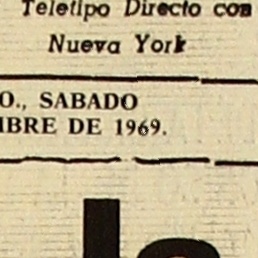 Teletipo Directo con
Nueva York
O., SABADO
IBRE DE 1969.